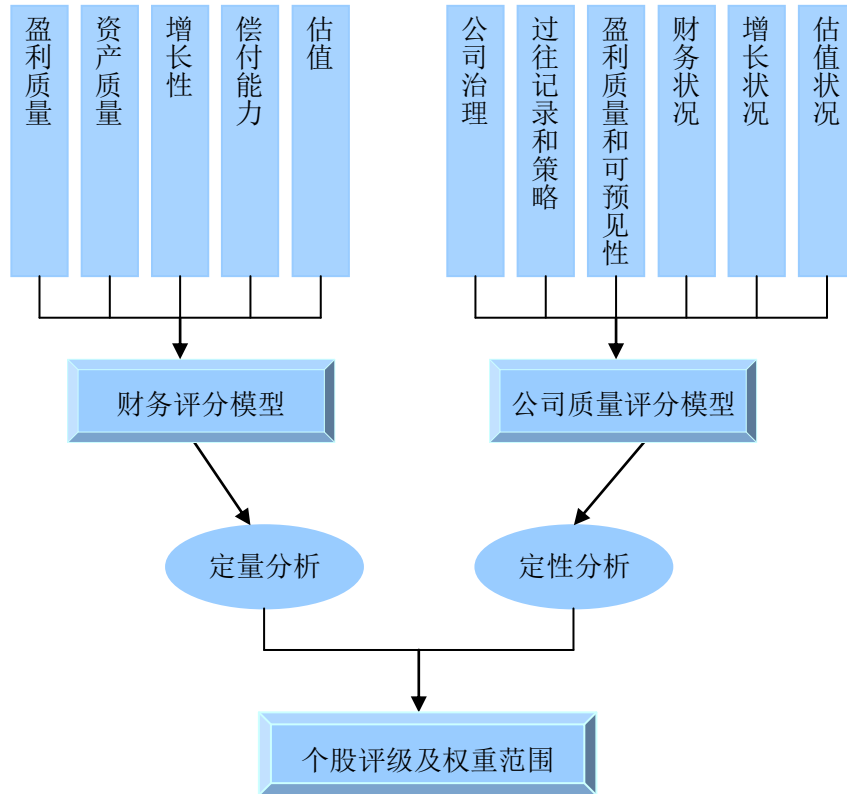 盈利质量
资产质量
增长性
偿付能力
估值
公司治理
过往记录和策略
盈利质量和可预见性
财务状况
增长状况
估值状况
财务评分模型
公司质量评分模型
定量分析
定性分析
个股评级及权重范围